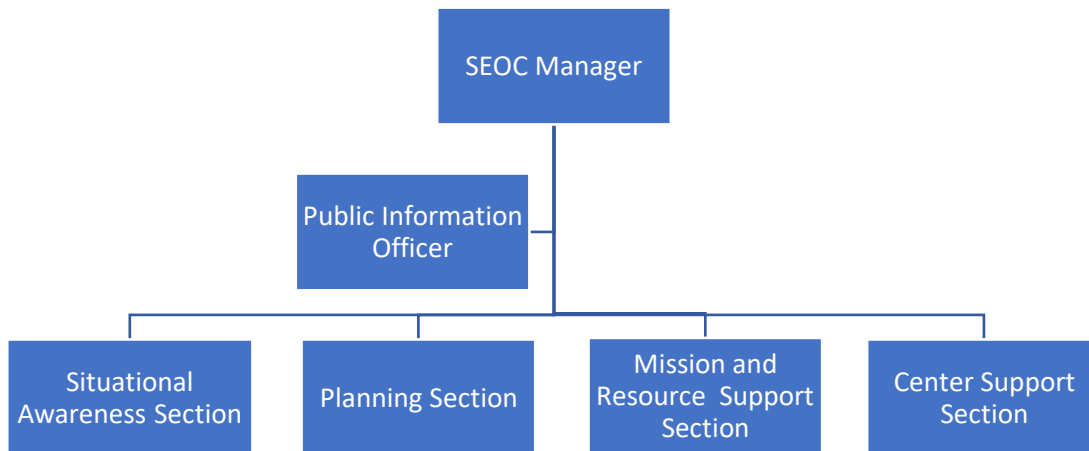 SEOC Manager
Public Information
Officer
Situational
Awareness Section
Planning Section
Mission and
Resource  Support
Section
Center Support
Section